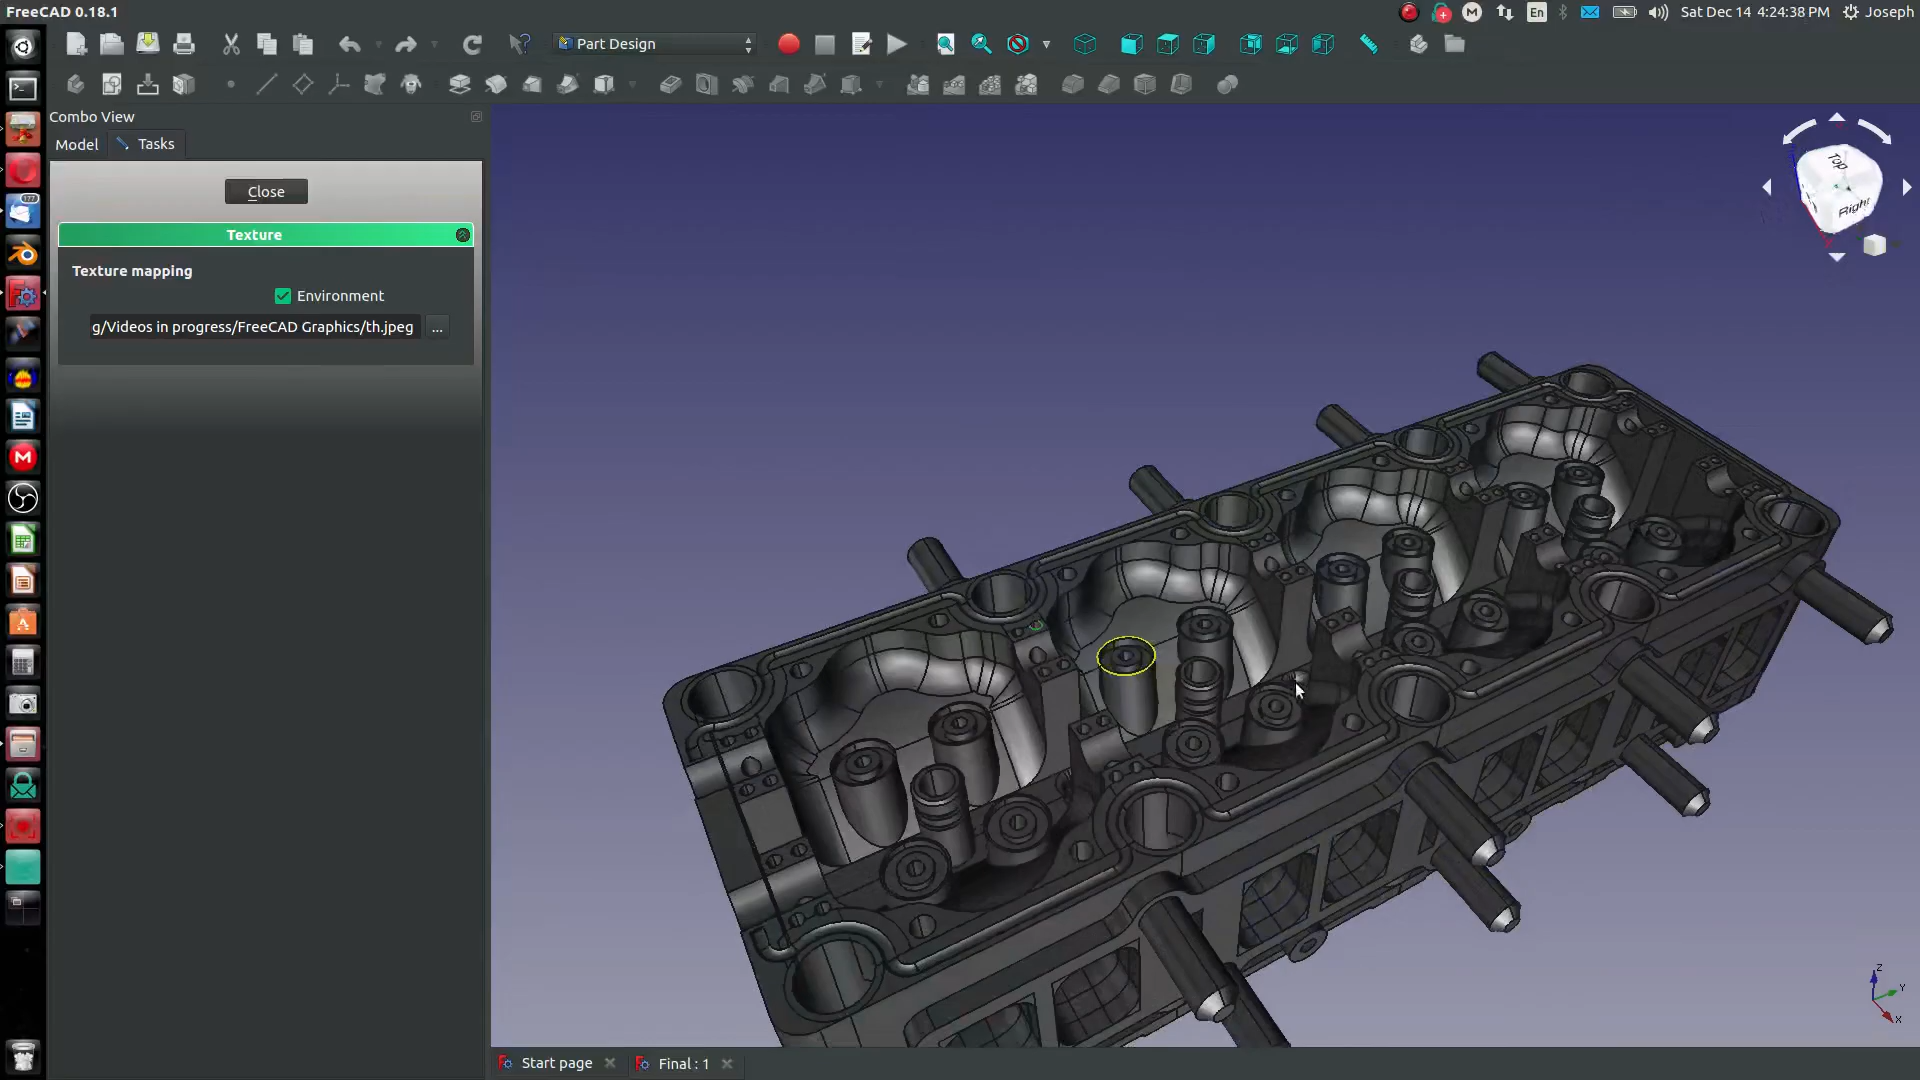 FreeCAD 0.18.1
En
Sat Dec 14 4:24:38 PM
Joseph
Part Design
Combo View
Model
Tasks
Close
Texture
Texture mapping
Environment
g/Videos in progress/FreeCAD Graphics/th.jpeg
...
Top
Right
177
M
M
Z
Y
X
Start page
Final : 1